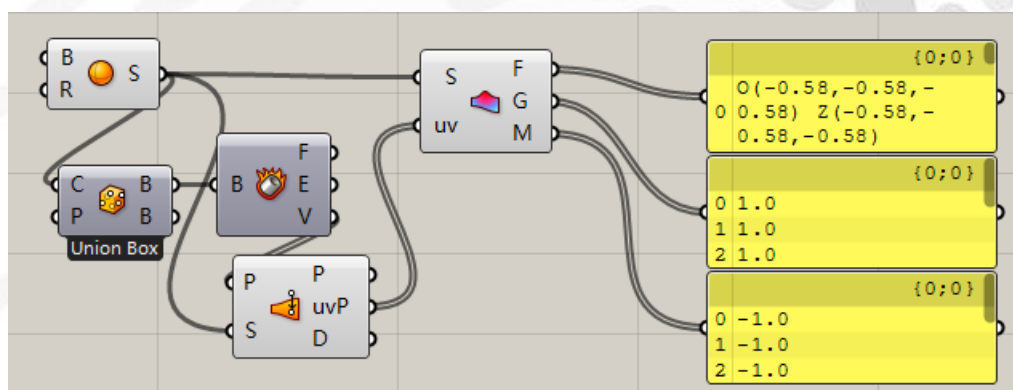 B
R
S
C
P
B
B
Union Box
B
F
E
V
P
S
P
uvP
D
S
uv
F
G
M
{0;0}
0 O(-0.58,-0.58,-
0.58) Z(-0.58,-
0.58,-0.58)
{0;0}
0 1.0
1 1.0
2 1.0
{0;0}
0 -1.0
1 -1.0
2 -1.0